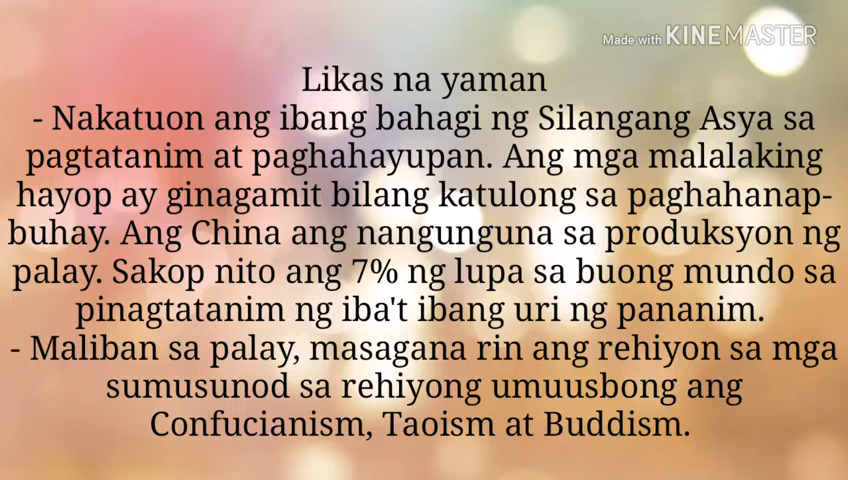 Made with KINEMASTER
Likas na yaman
- Nakatuon ang ibang bahagi ng Silangang Asya sa
pagtatanim at paghahayupan. Ang mga malalaking
hayop ay ginagamit bilang katulong sa paghahanap-
buhay. Ang China ang nangunguna sa produksyon ng
palay. Sakop nito ang 7% ng lupa sa buong mundo sa
pinagtatanim ng iba't ibang uri ng pananim.
- Maliban sa palay, masagana rin ang rehiyon sa mga
sumusunod sa rehiyong umuusbong ang
Confucianism, Taoism at Buddism.